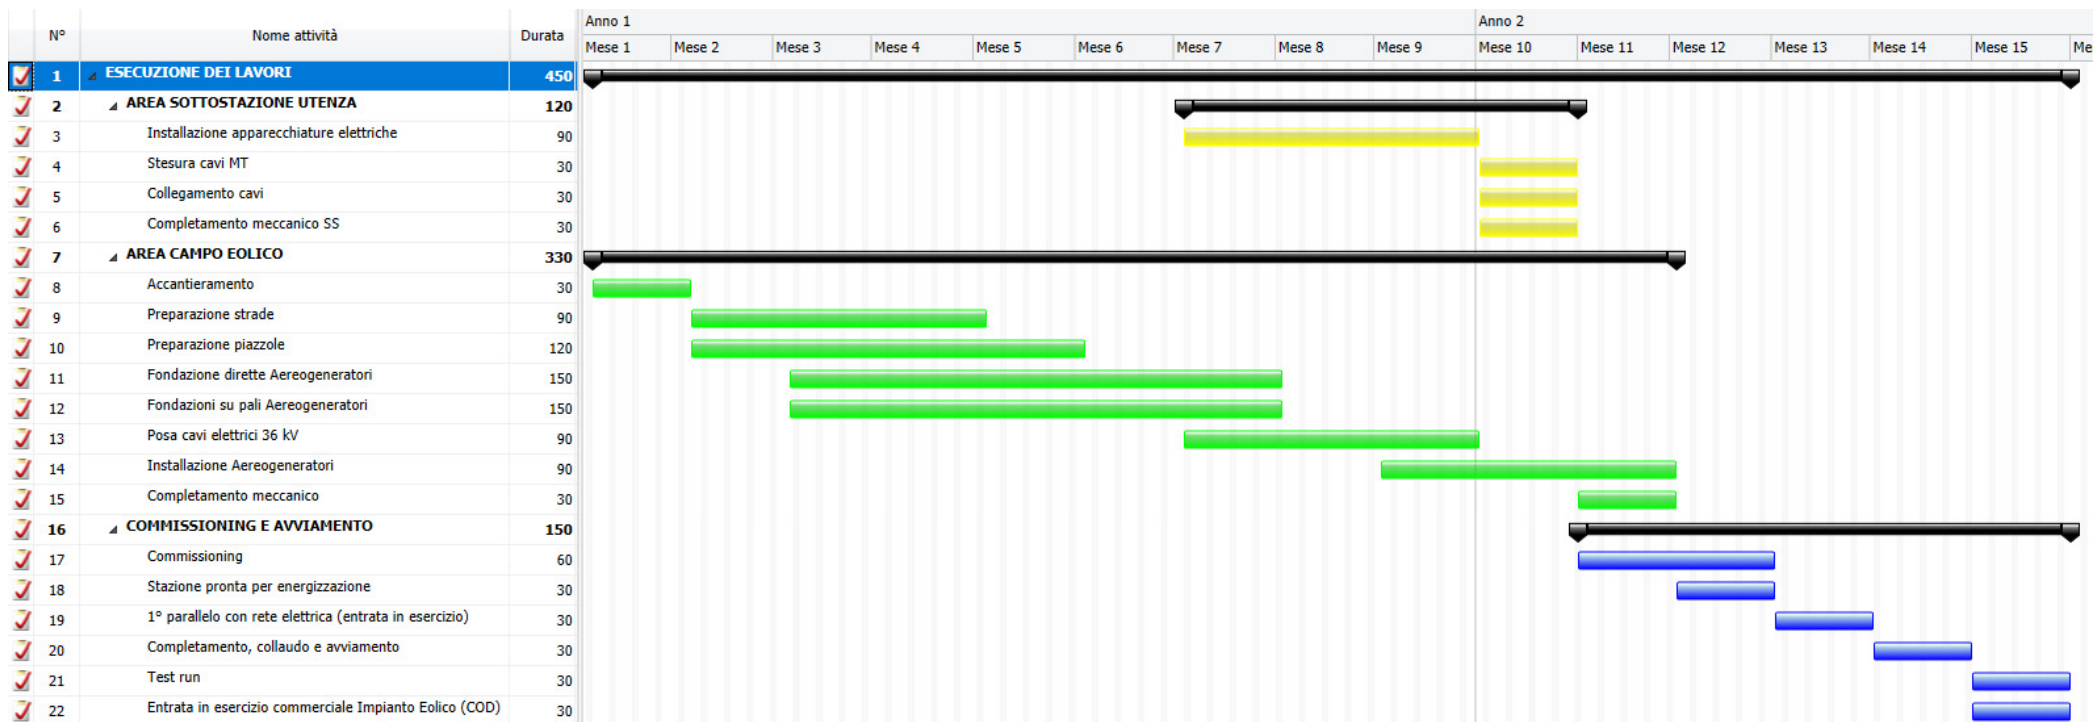 Anno 1 Anno 2
N° Nome attività Durata
Mese 1 Mese 2 Mese 3 Mese 4 Mese 5 Mese 6 Mese 7 Mese 8 Mese 9 Mese 10 Mese 11 Mese 12 Mese 13 Mese 14 Mese 15 Me
1 ESECUZIONE DEI LAVORI 450
2 AREA SOTTOSTAZIONE UTENZA 120
3 Installazione apparecchiature elettriche 90
4 Stesura cavi MT 30
5 Collegamento cavi 30
6 Completamento meccanico SS 30
7 AREA CAMPO EOLICO 330
8 Accantieramento 30
9 Preparazione strade 90
10 Preparazione piazzole 120
11 Fondazione dirette Aereogeneratori 150
12 Fondazioni su pali Aereogeneratori 150
13 Posa cavi elettrici 36 kV 90
14 Installazione Aereogeneratori 90
15 Completamento meccanico 30
16 COMMISSIONING E AVVIAMENTO 150
17 Commissioning 60
18 Stazione pronta per energizzazione 30
19 1° parallelo con rete elettrica (entrata in esercizio) 30
20 Completamento, collaudo e avviamento 30
21 Test run 30
22 Entrata in esercizio commerciale Impianto Eolico (COD) 30